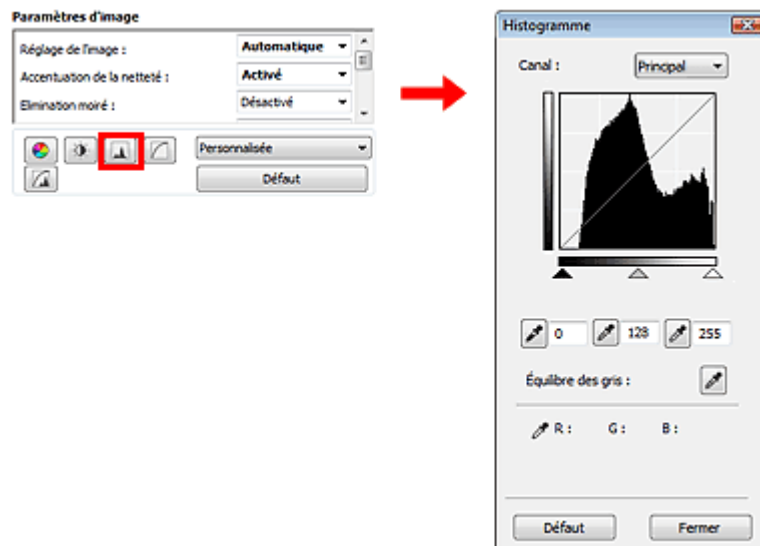 Paramètres d'image
Réglage de l'image : Automatique
Accentuation de la netteté : Activé
Elimination moiré : Désactivé
Personnalisée
Défaut
Histogramme
Canal : Principal
0 128 255
Équilibre des gris :
R : G : B :
Défaut Fermer